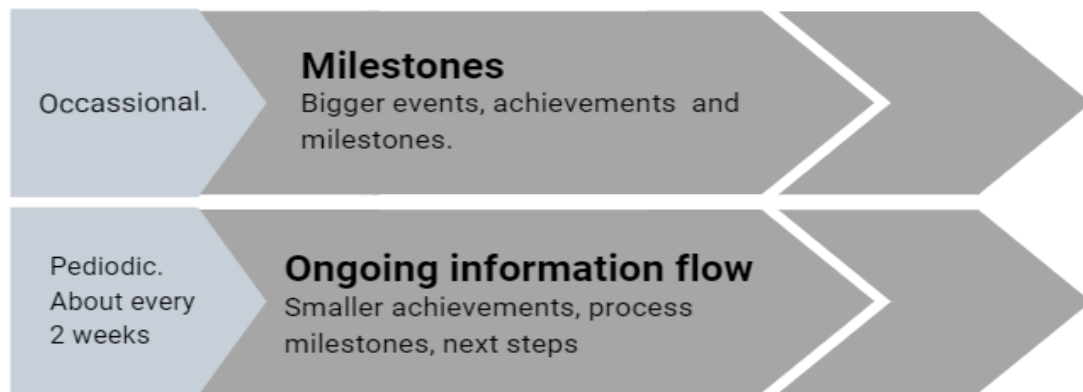 Occassional.
Milestones
Bigger events, achievements and
milestones.
Pediodic.
About every
2 weeks
Ongoing information flow
Smaller achievements, process
milestones, next steps